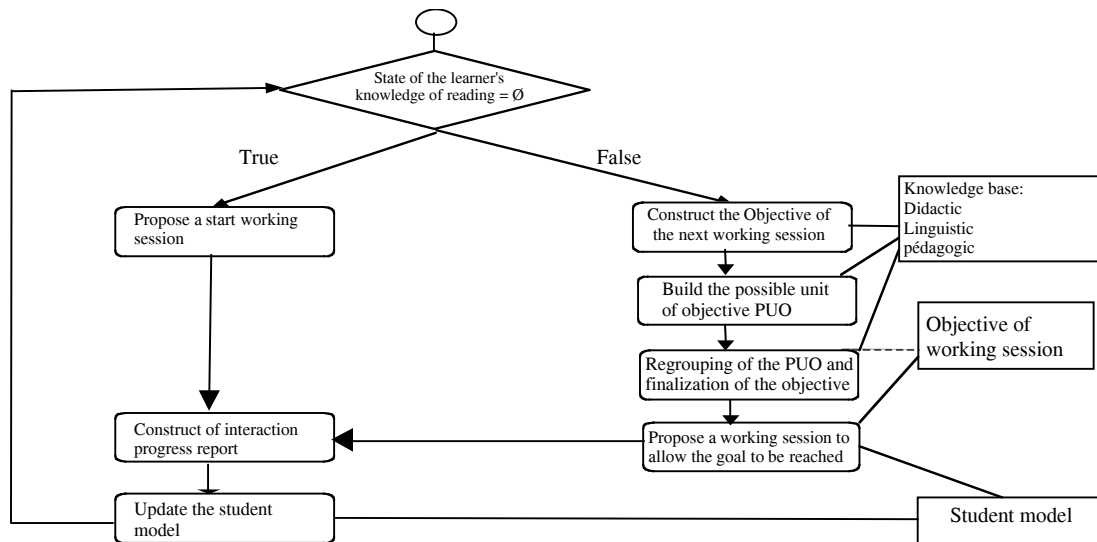 State of the learner's
knowledge of reading = Ø
True
False
Propose a start working
session
Construct the Objective of
the next working session
Knowledge base:
Didactic
Linguistic
pédagogic
Build the possible unit
of objective PUO
Objective of
working session
Regrouping of the PUO and
finalization of the objective
Construct of interaction
progress report
Propose a working session to
allow the goal to be reached
Update the student
model
Student model